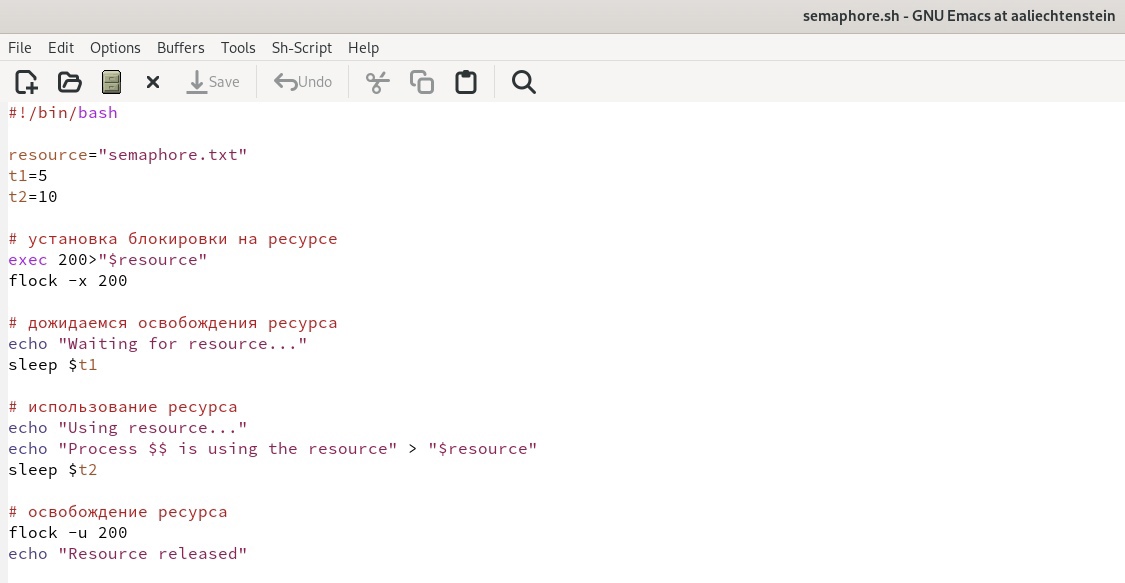 semaphore.sh - GNU Emacs at aaliechtenstein
File Edit Options Buffers Tools Sh-Script Help
Save Undo
#!/bin/bash
resource="semaphore.txt"
t1=5
t2=10
# установка блокировки на ресурсе
exec 200>"$resource"
flock -x 200
# дожидаемся освобождения ресурса
echo "Waiting for resource..."
sleep $t1
# использование ресурса
echo "Using resource..."
echo "Process $$ is using the resource" > "$resource"
sleep $t2
# освобождение ресурса
flock -u 200
echo "Resource released"